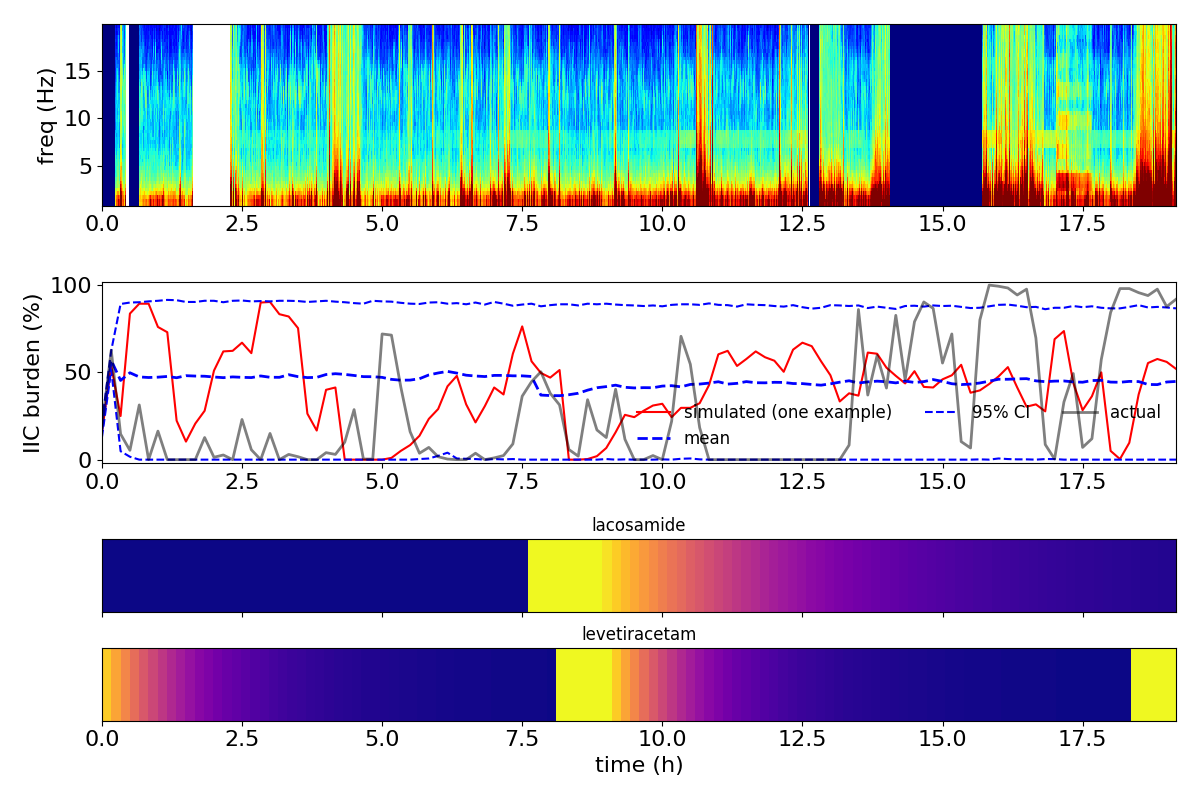 freq (Hz)
15
10
5
0.0 2.5 5.0 7.5 10.0 12.5 15.0 17.5
IIC burden (%)
100
50
0
simulated (one example) 95% CI actual
mean
0.0 2.5 5.0 7.5 10.0 12.5 15.0 17.5
lacosamide
levetiracetam
0.0 2.5 5.0 7.5 10.0 12.5 15.0 17.5
time (h)